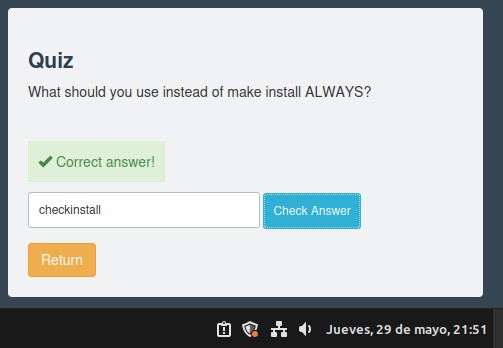 Quiz
What should you use instead of make install ALWAYS?
Correct answer!
checkinstall
Check Answer
Return
Jueves, 29 de mayo, 21:51